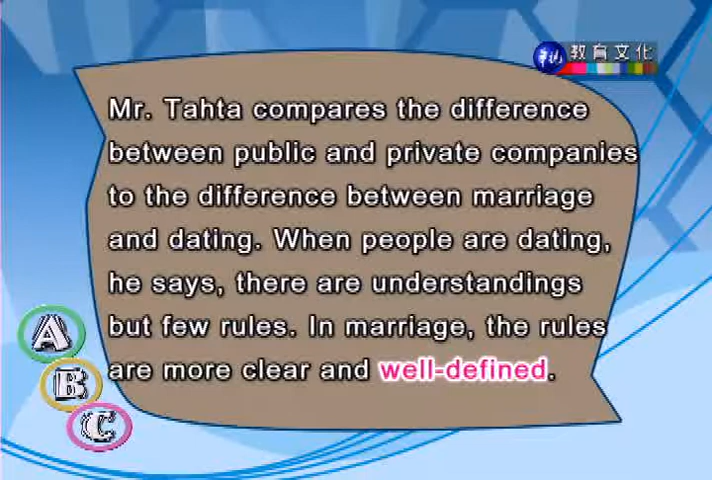 華視 教育文化
Mr. Tahta compares the difference
between public and private companies
to the difference between marriage
and dating. When people are dating,
he says, there are understandings
but few rules. In marriage, the rules
are more clear and well-defined.
A
B
C